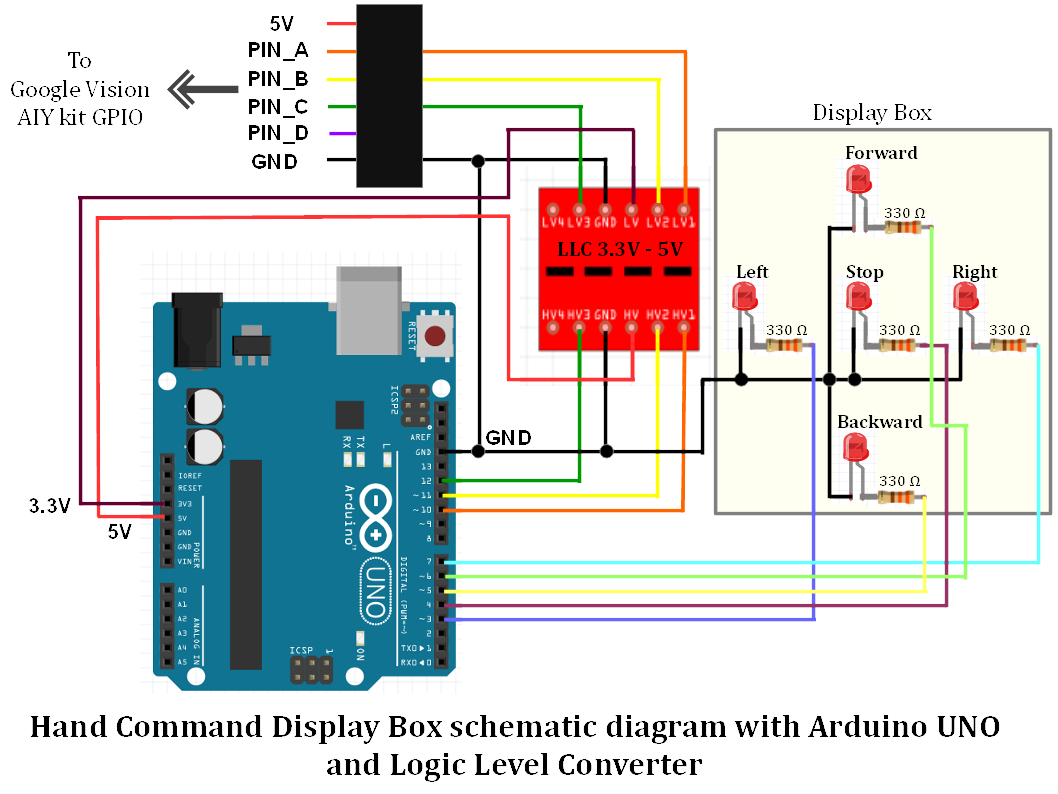 5V
PIN_A
PIN_B
PIN_C
PIN_D
GND
To
Google Vision
AIY kit GPIO
Display Box
Forward
330 Ω
Left
330 Ω
Stop
330 Ω
Right
330 Ω
Backward
330 Ω
LV4 LV3 GND LV LV2 LV1
LLC 3.3V - 5V
HV4 HV3 GND HV HV2 HV1
RESET
ICSP2
AREF
GND
13
12
~11
~10
~9
8
7
~6
~5
4
~3
2
TXO 1
RXO 0
GND
RX
TX
L
IOREF
RESET
3V3
5V
GND
GND
VIN
POWER
3.3V
5V
A0
A1
A2
A3
A4
A5
ANALOG IN
Arduino™
UNO
DIGITAL (PWM=~)
ON
ICSP 1
Hand Command Display Box schematic diagram with Arduino UNO
and Logic Level Converter